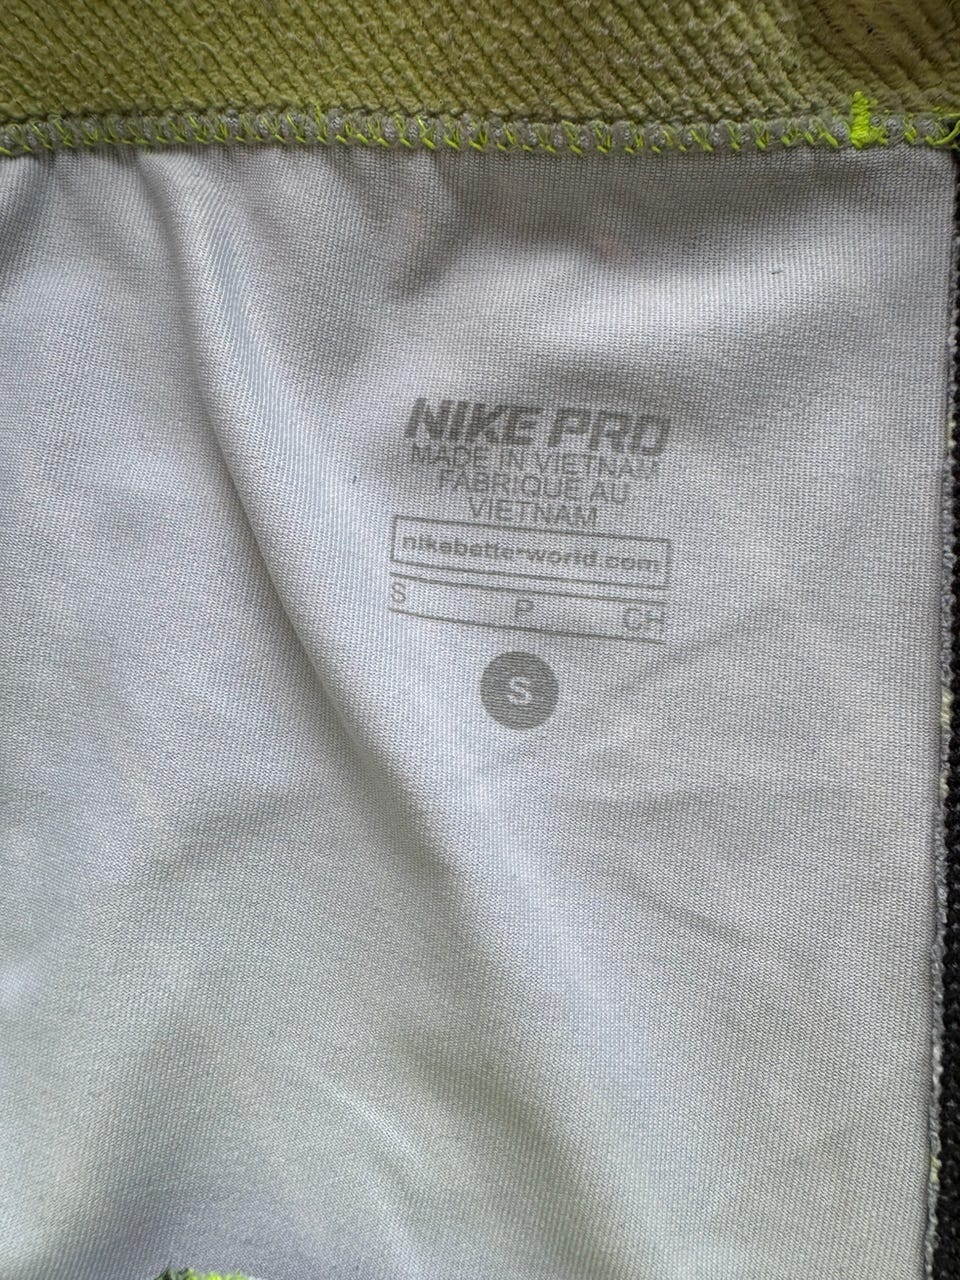 NIKE PRO
MADE IN VIETNAM
FABRIQUE AU
VIETNAM
nikebetterworld.com
S P CH
S